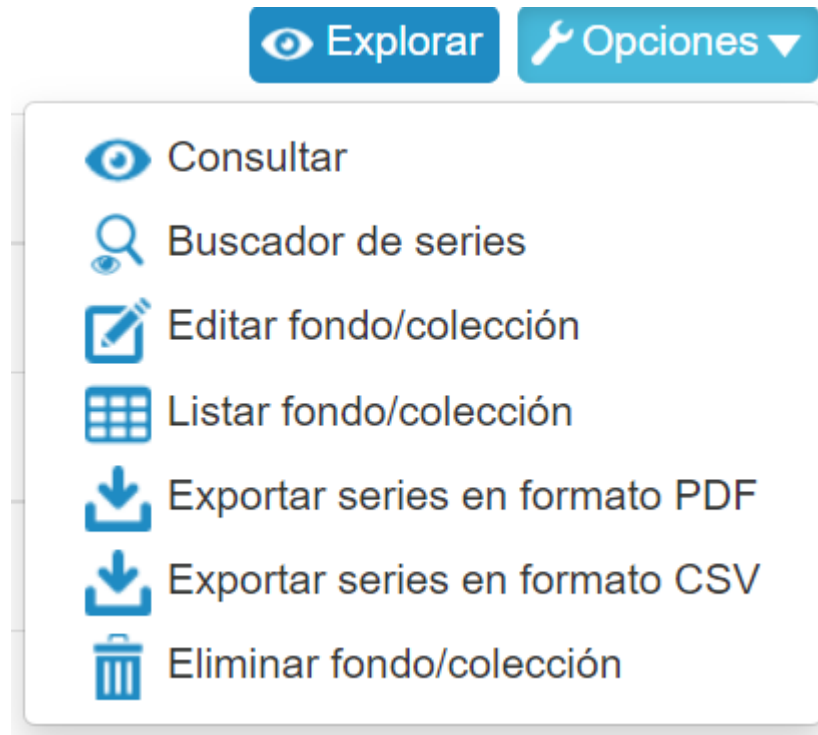 Explorar Opciones
Consultar
Buscador de series
Editar fondo/colección
Listar fondo/colección
Exportar series en formato PDF
Exportar series en formato CSV
Eliminar fondo/colección